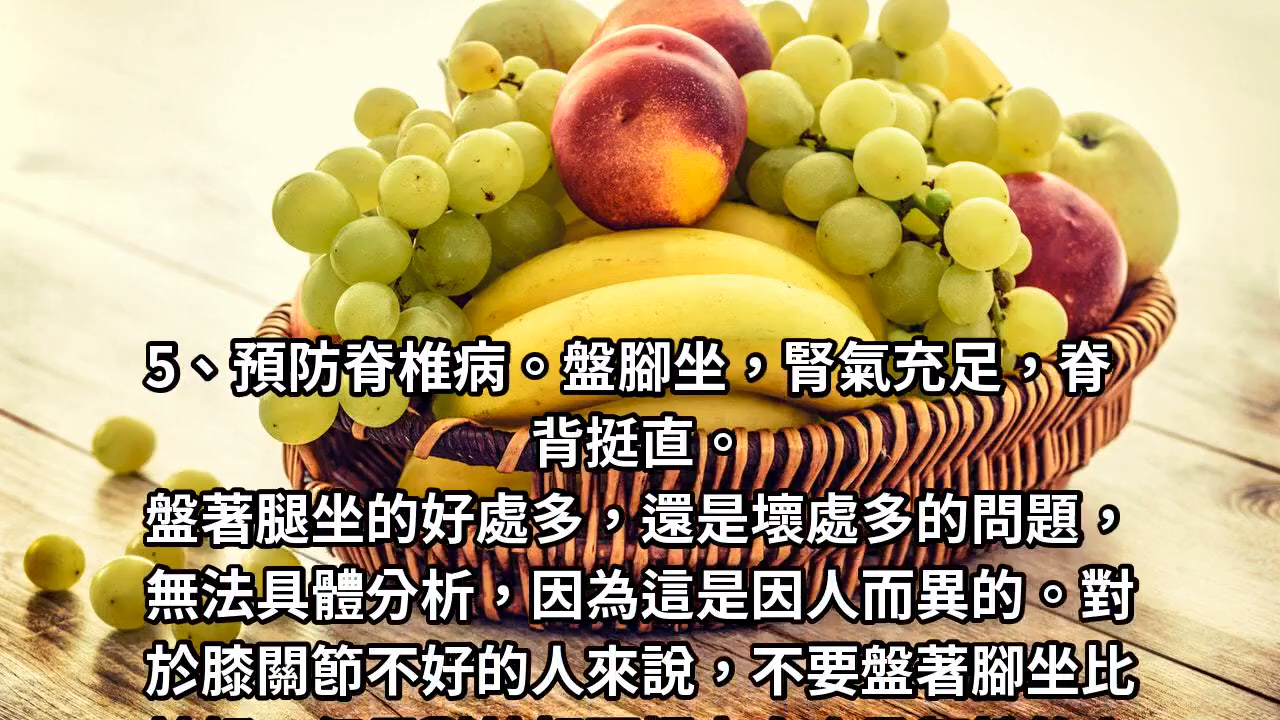 5、預防脊椎病。盤腳坐，腎氣充足，脊
背挺直。
盤著腿坐的好處多，還是壞處多的問題，
無法具體分析，因為這是因人而異的。對
於膝關節不好的人來說，不要盤著腳坐比